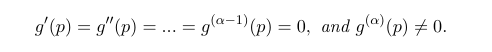 g′(p) = g″(p) = ... = g^{(α−1)}(p) = 0, and g^{(α)}(p) ≠ 0.